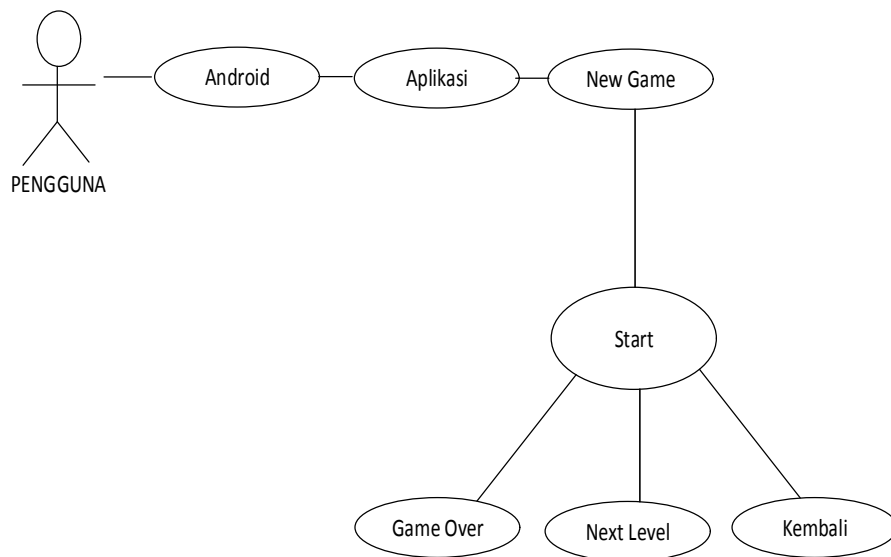 Android
Aplikasi
New Game
PENGGUNA
Start
Game Over
Next Level
Kembali